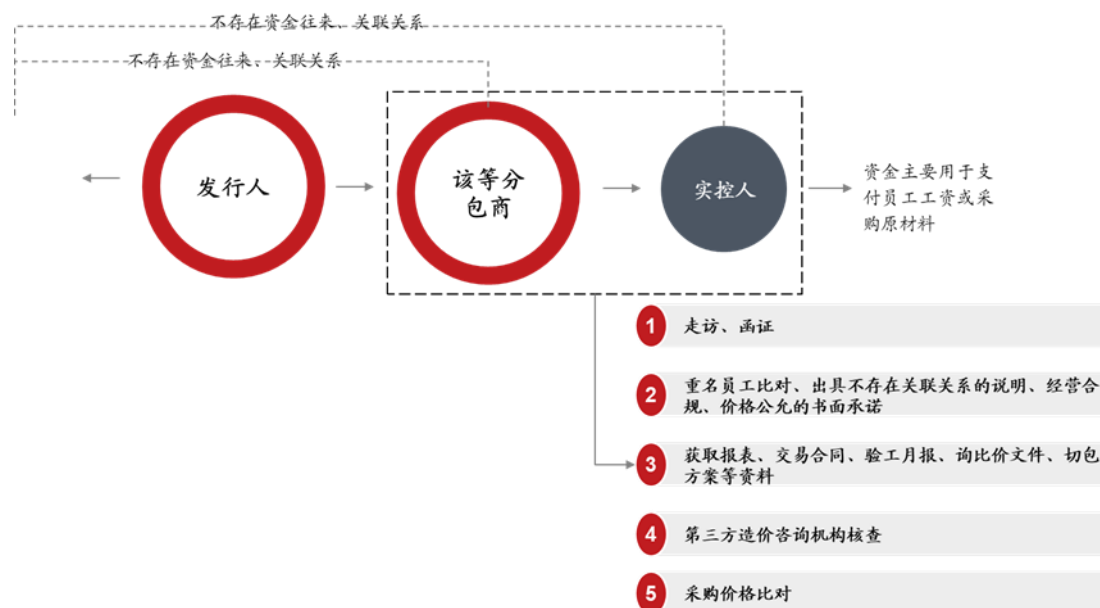 不存在资金往来、关联关系
不存在资金往来、关联关系
发行人
该等分
包商
实控人
资金主要用于支
付员工工资或采
购原材料
1 走访、函证
2 重名员工比对、出具不存在关联关系的说明、经营合
规、价格公允的书面承诺
3 获取报表、交易合同、验工月报、询比价文件、切包
方案等资料
4 第三方造价咨询机构核查
5 采购价格比对